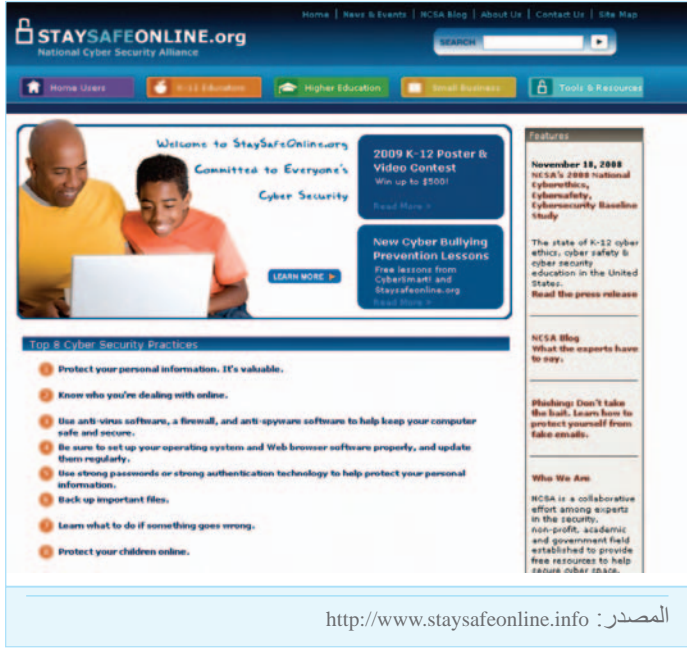 Home | News & Events | NCSA Blog | About Us | Contact Us | Site Map
STAYSAFEONLINE.org
National Cyber Security Alliance
SEARCH
Home Users
K-12 Educators
Higher Education
Small Business
Tools & Resources
Welcome to StaySafeOnline.org
Committed to Everyone's
Cyber Security
LEARN MORE
2009 K-12 Poster &
Video Contest
Win up to $500!
Read More >
New Cyber Bullying
Prevention Lessons
Free lessons from
CyberSmart! and
Staysafeonline.org
Read More >
Top 8 Cyber Security Practices
1 Protect your personal information. It's valuable.
2 Know who you're dealing with online.
3 Use anti-virus software, a firewall, and anti-spyware software to help keep your computer
safe and secure.
4 Be sure to set up your operating system and Web browser software properly, and update
them regularly.
5 Use strong passwords or strong authentication technology to help protect your personal
information.
6 Back up important files.
7 Learn what to do if something goes wrong.
8 Protect your children online.
Features
November 18, 2008
NCSA's 2008 National
Cyberethics,
Cybersafety,
Cybersecurity Baseline
Study
The state of K-12 cyber
ethics, cyber safety &
cyber security
education in the United
States.
Read the press release
NCSA Blog
What the experts have
to say.
Phishing: Don't take
the bait. Learn how to
protect yourself from
fake emails.
Who We Are
NCSA is a collaborative
effort among experts
in the security,
non-profit, academic
and government field
established to provide
free resources to help
secure cyber space.
المصدر: http://www.staysafeonline.info